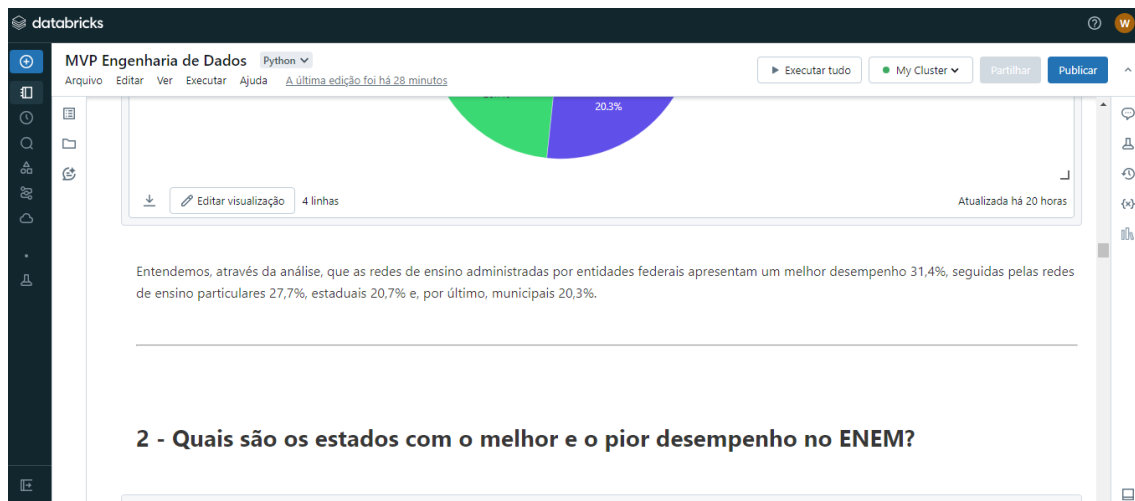 databricks
W
MVP Engenharia de Dados Python
Arquivo Editar Ver Executar Ajuda A última edição foi há 28 minutos
Executar tudo
My Cluster
Partilhar
Publicar
20.3%
Editar visualização
4 linhas
Atualizada há 20 horas
Entendemos, através da análise, que as redes de ensino administradas por entidades federais apresentam um melhor desempenho 31,4%, seguidas pelas redes
de ensino particulares 27,7%, estaduais 20,7% e, por último, municipais 20,3%.
2 - Quais são os estados com o melhor e o pior desempenho no ENEM?